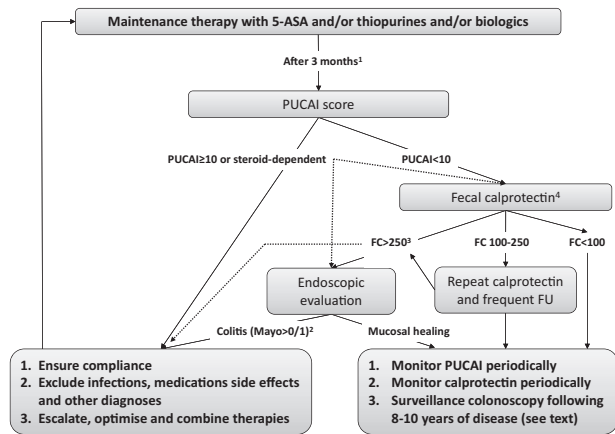 Maintenance therapy with 5-ASA and/or thiopurines and/or biologics
After 3 months¹
PUCAI score
PUCAI≥10 or steroid-dependent
PUCAI<10
Fecal calprotectin⁴
FC>250³
FC 100-250
FC<100
Endoscopic
evaluation
Repeat calprotectin
and frequent FU
Colitis (Mayo>0/1)²
Mucosal healing
1. Ensure compliance
2. Exclude infections, medications side effects
and other diagnoses
3. Escalate, optimise and combine therapies
1. Monitor PUCAI periodically
2. Monitor calprotectin periodically
3. Surveillance colonoscopy following
8-10 years of disease (see text)